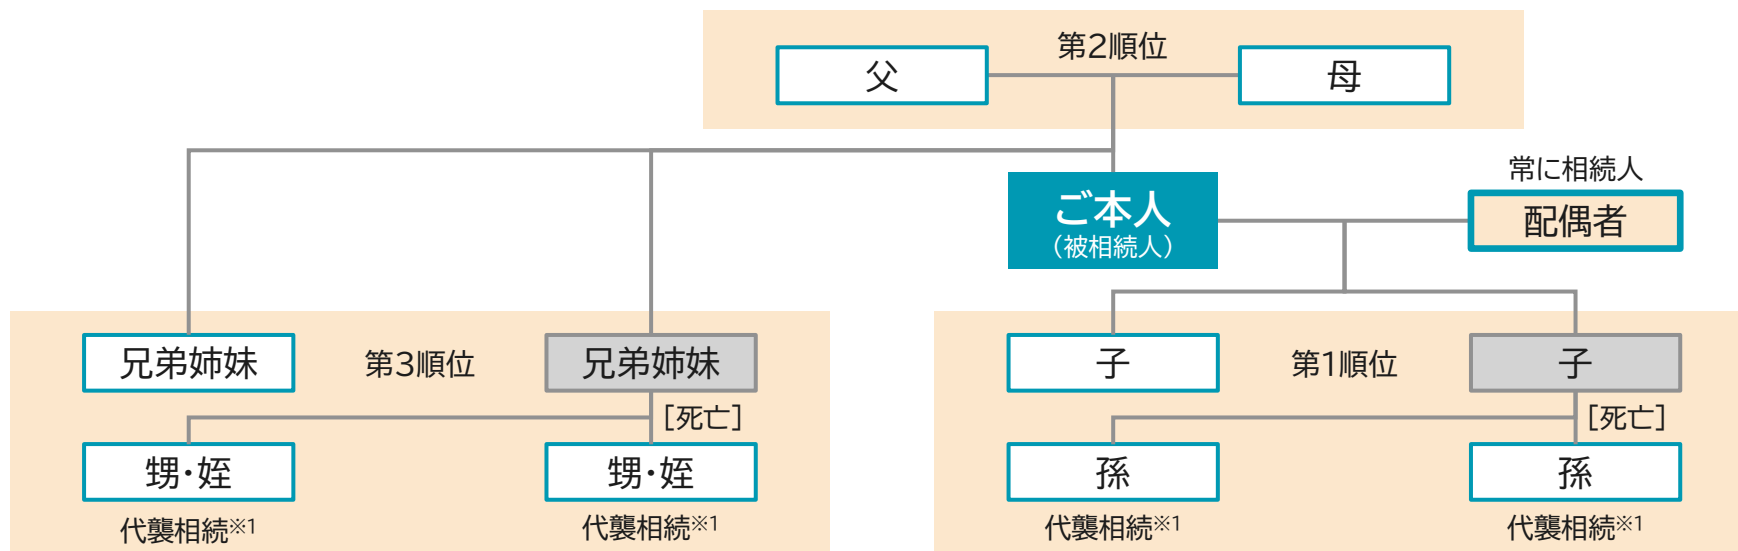 第2順位
父
母
常に相続人
ご本人
(被相続人)
配偶者
兄弟姉妹
第3順位
兄弟姉妹
[死亡]
甥・姪
甥・姪
代襲相続※1
代襲相続※1
子
第1順位
子
[死亡]
孫
孫
代襲相続※1
代襲相続※1